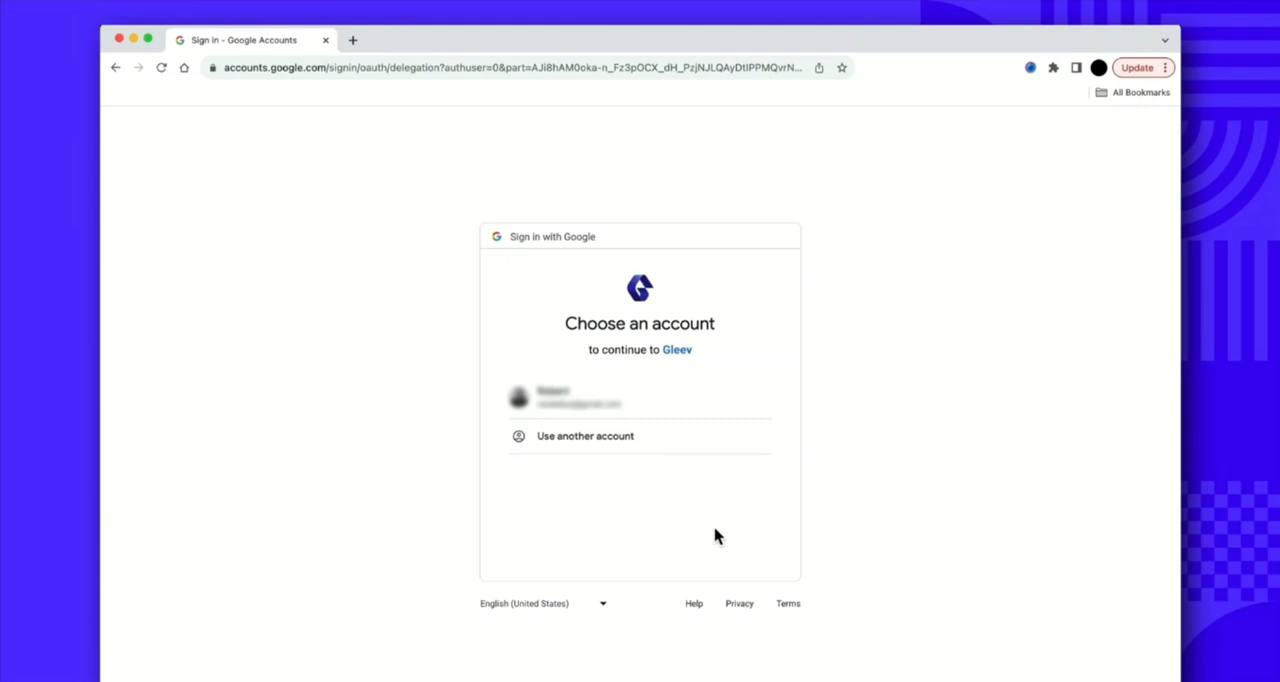 Sign in - Google Accounts
accounts.google.com/signin/oauth/delegation?authuser=0&part=AJi8hAM0oka-n_Fz3pOCX_dH_PzjNJLQAyDtIPPMQvrN...
Update
All Bookmarks
Sign in with Google
Choose an account
to continue to Gleev
Use another account
English (United States)
Help Privacy Terms